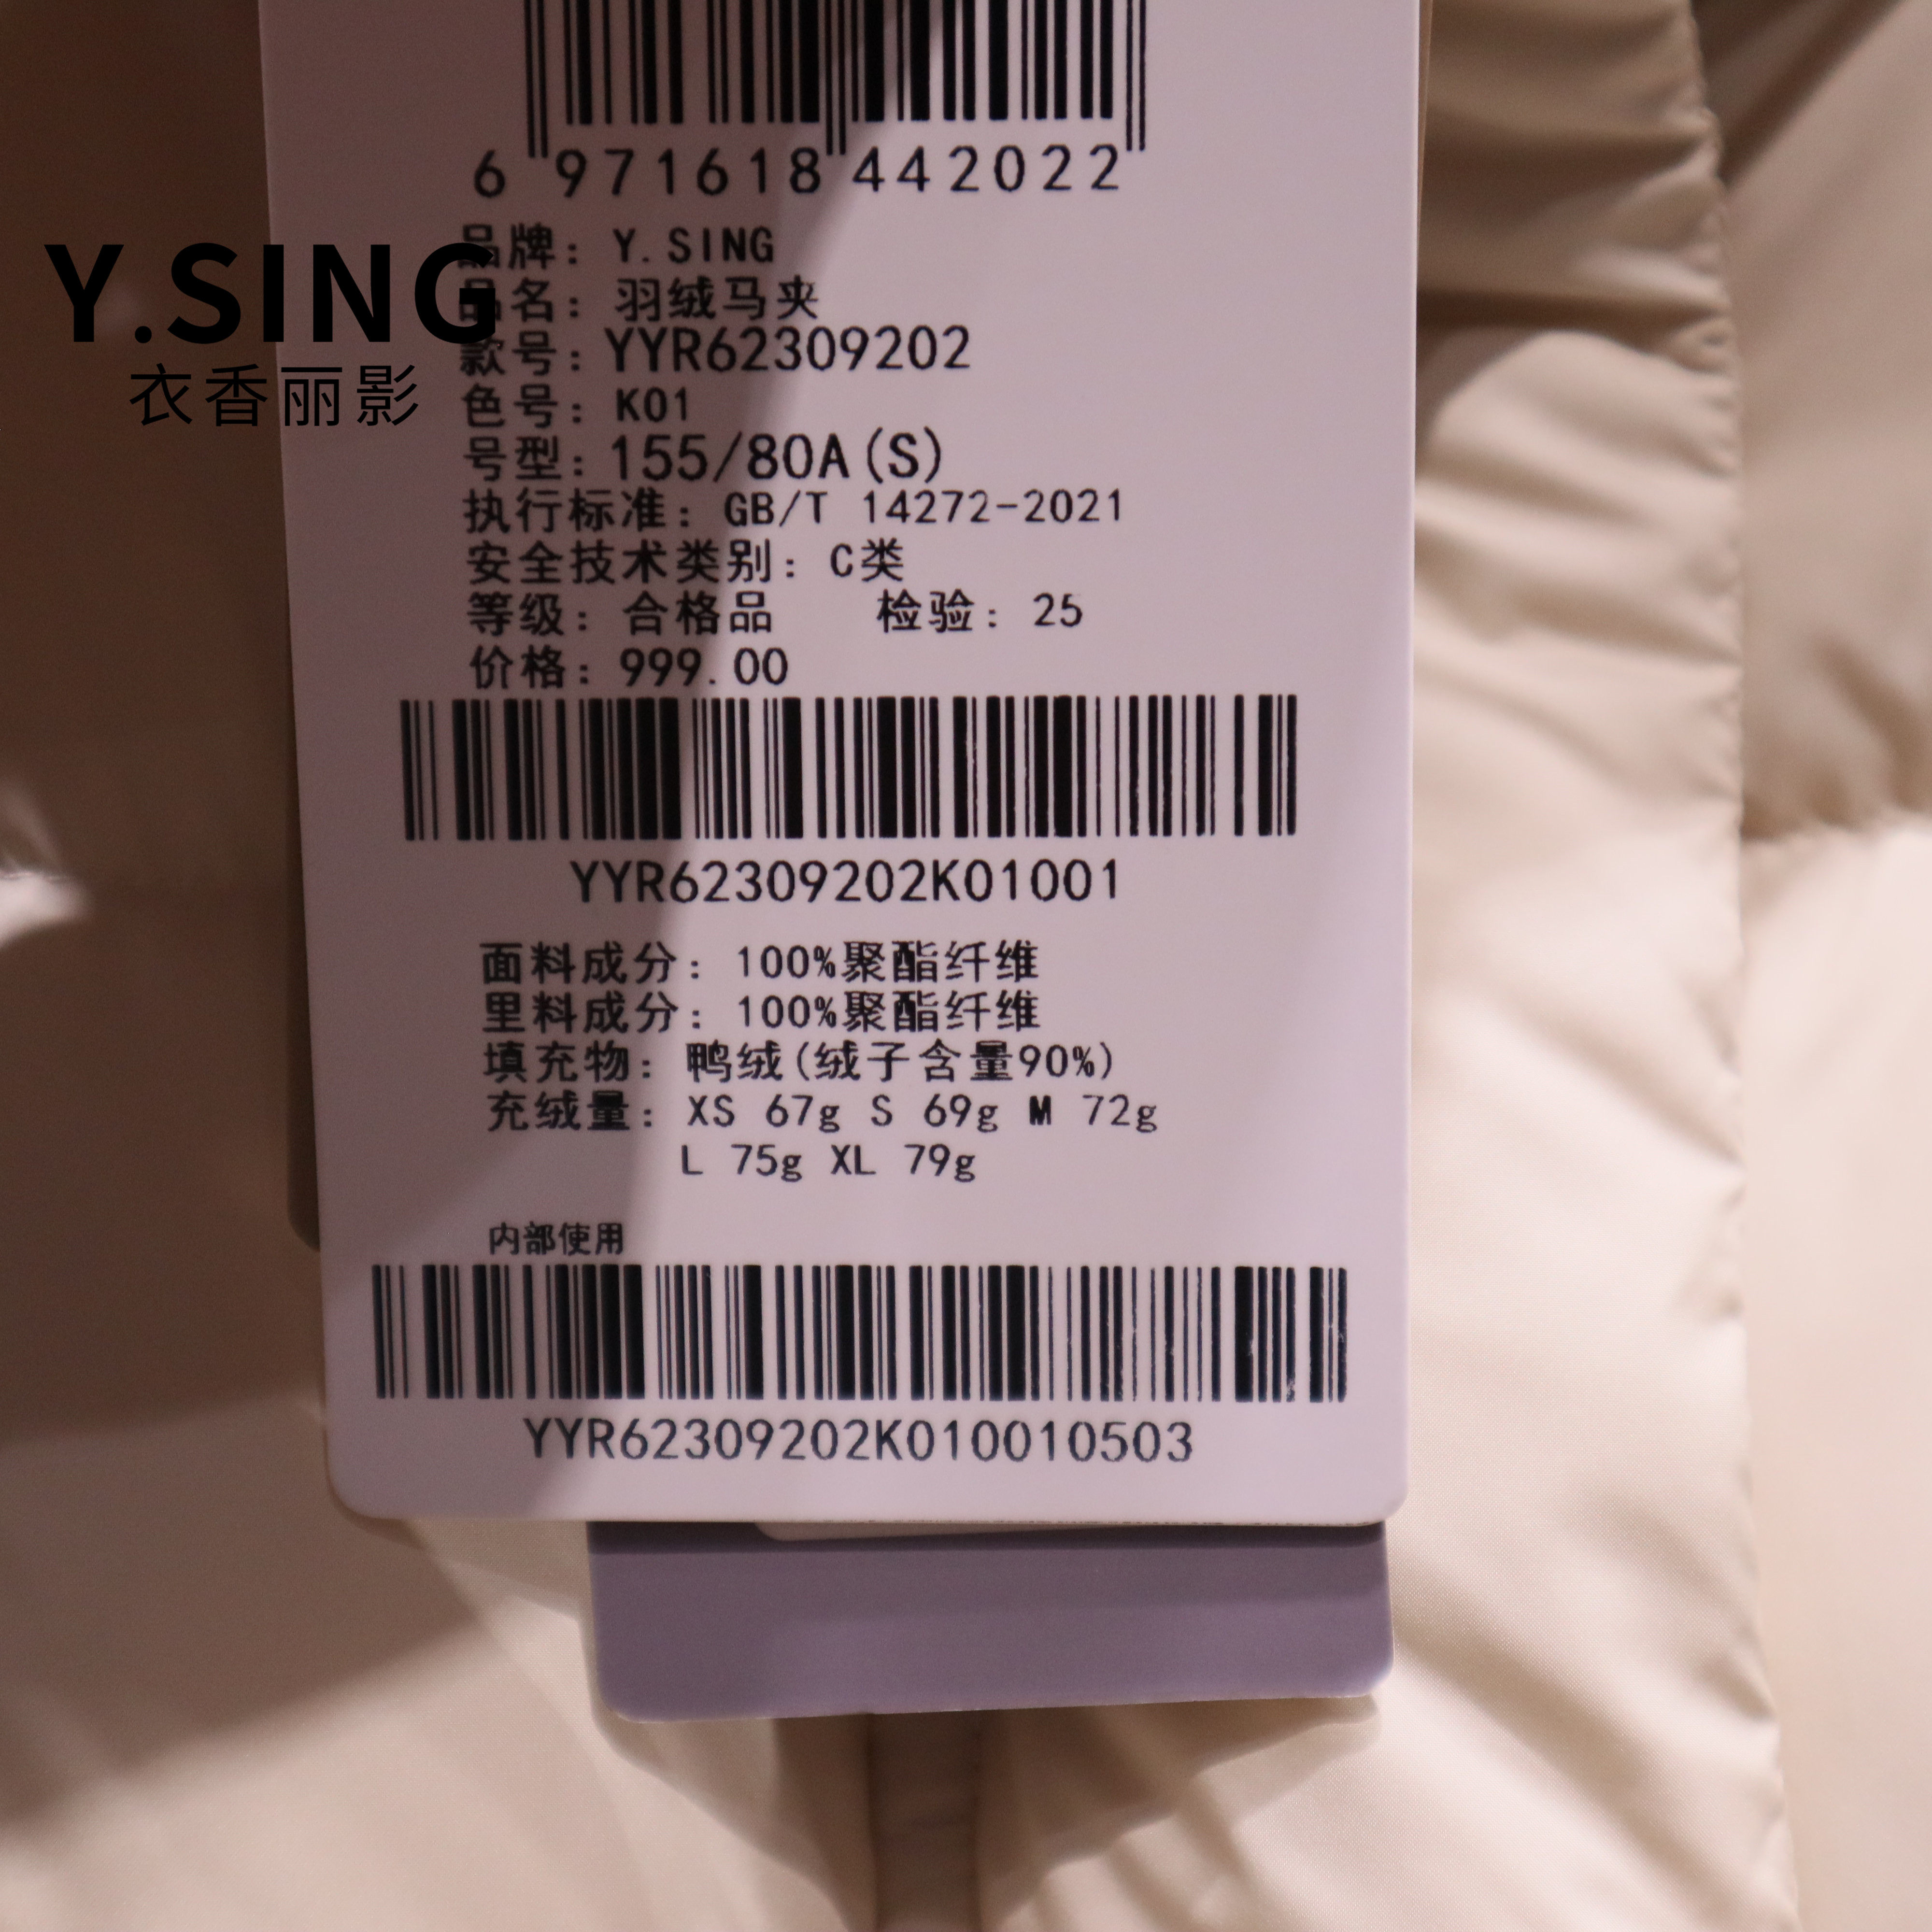 6 971618 442022
Y.SING
衣香丽影
品牌: Y.SING
品名: 羽绒马夹
款号: YYR62309202
色号: K01
号型: 155/80A(S)
执行标准: GB/T 14272-2021
安全技术类别: C类
等级: 合格品 检验: 25
价格: 999.00
YYR62309202K01001
面料成分: 100%聚酯纤维
里料成分: 100%聚酯纤维
填充物: 鸭绒(绒子含量90%)
充绒量: XS 67g S 69g M 72g
L 75g XL 79g
内部使用
YYR62309202K010010503